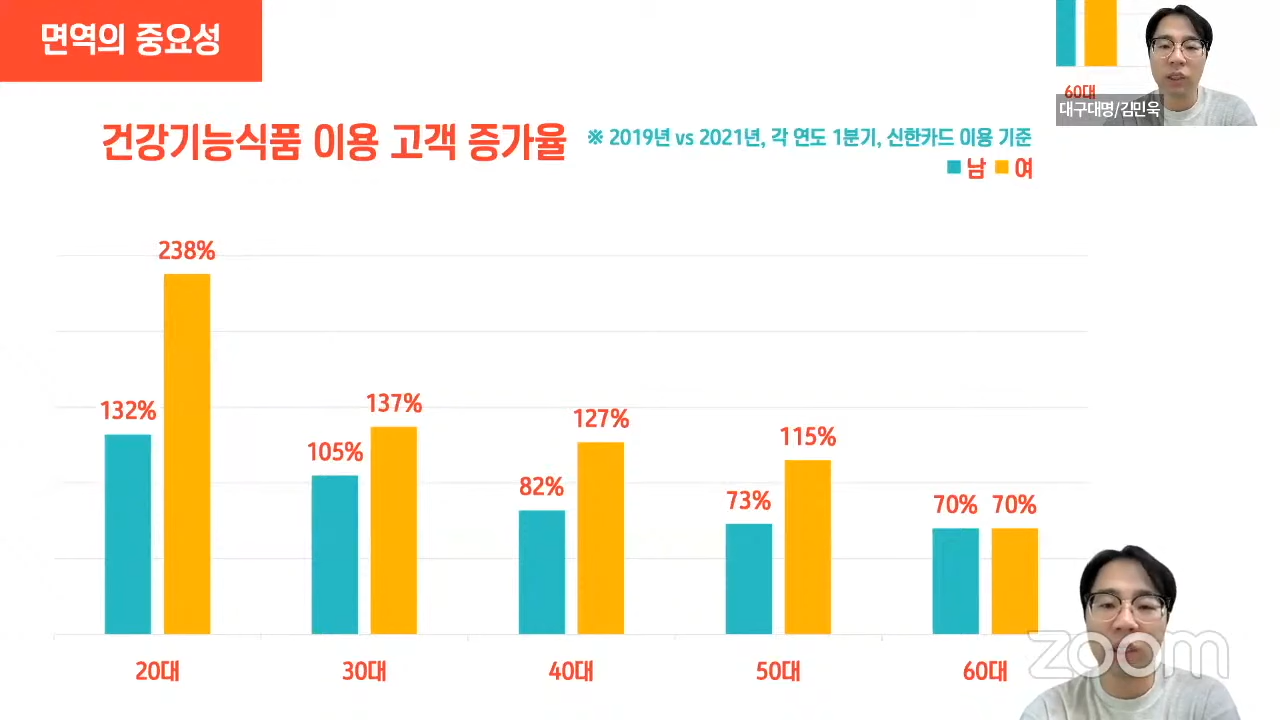 면역의 중요성
60대
대구대명/김민욱
건강기능식품 이용 고객 증가율
※ 2019년 vs 2021년, 각 연도 1분기, 신한카드 이용 기준
남 여
238%
132%
137%
105%
127%
82%
115%
73%
70% 70%
20대 30대 40대 50대 60대
zoom